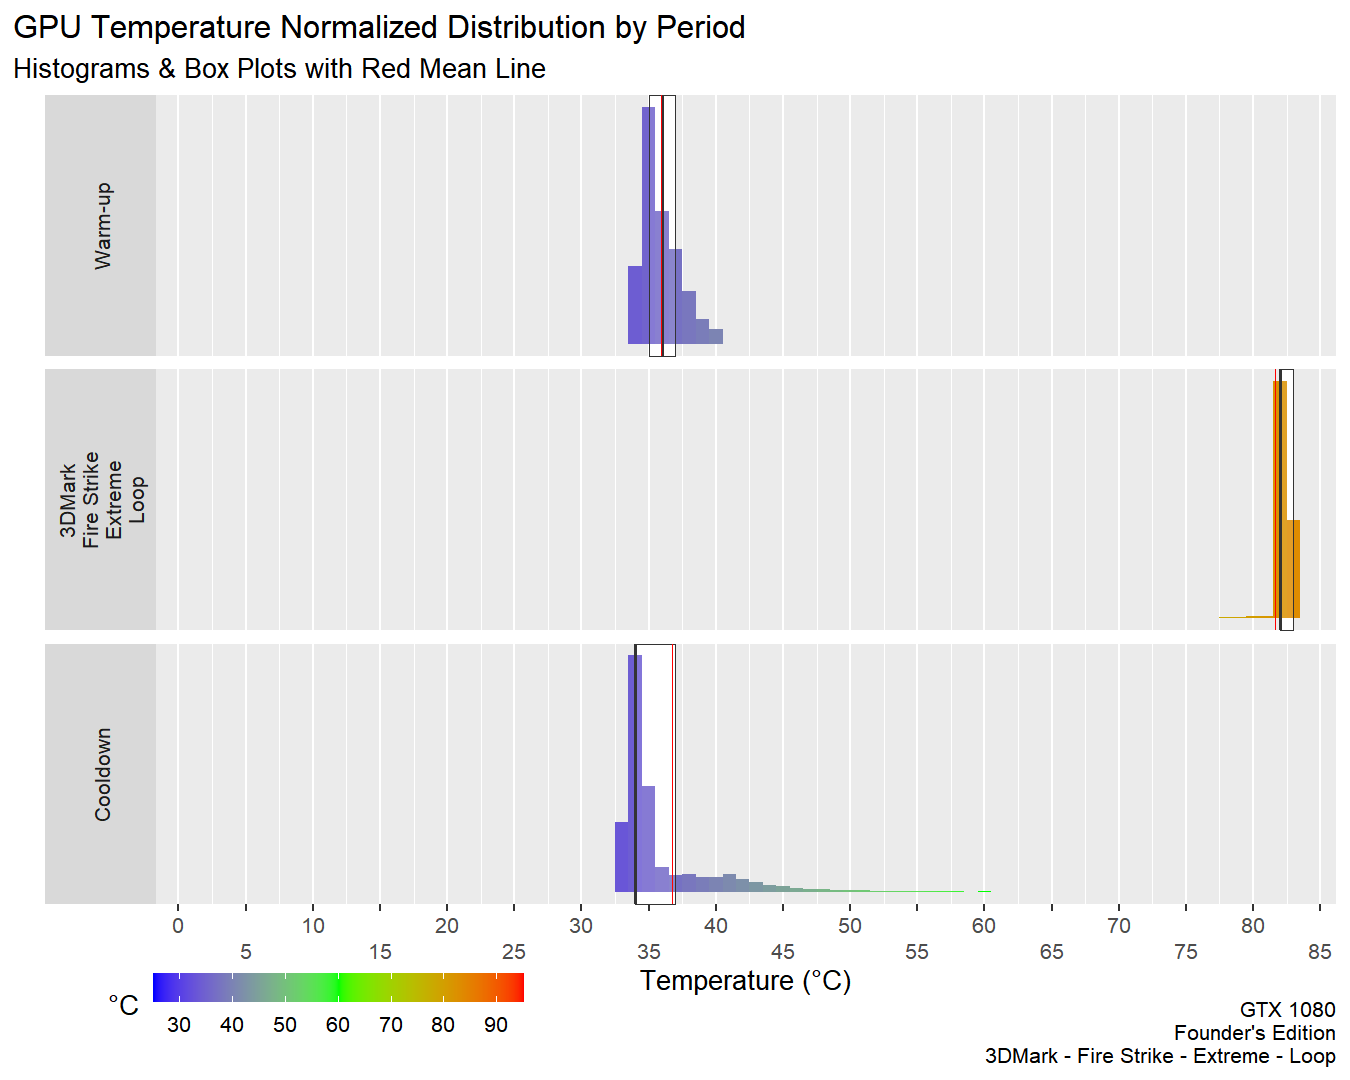 GPU Temperature Normalized Distribution by Period
Histograms & Box Plots with Red Mean Line
Warm-up
3DMark
Fire Strike
Extreme
Loop
Cooldown
0 10 20 30 40 50 60 70 80
5 15 25 35 45 55 65 75 85
Temperature (°C)
°C
30 40 50 60 70 80 90
GTX 1080
Founder's Edition
3DMark - Fire Strike - Extreme - Loop